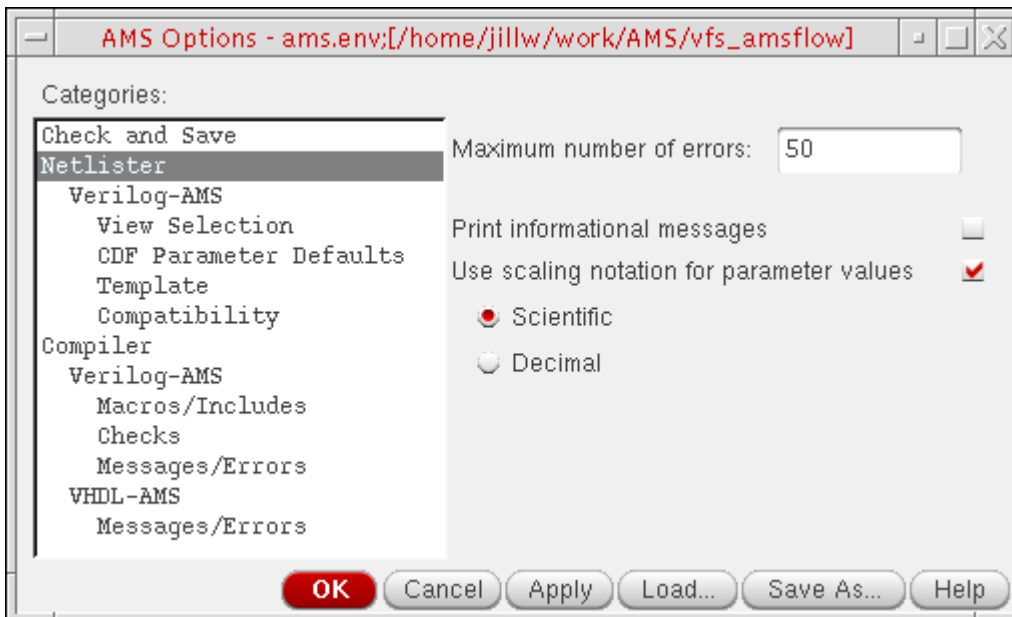 AMS Options - ams.env;[/home/jillw/work/AMS/vfs_amsflow]
Categories:
Check and Save
Netlister
Verilog-AMS
View Selection
CDF Parameter Defaults
Template
Compatibility
Compiler
Verilog-AMS
Macros/Includes
Checks
Messages/Errors
VHDL-AMS
Messages/Errors
Maximum number of errors: 50
Print informational messages
Use scaling notation for parameter values
Scientific
Decimal
OK Cancel Apply Load... Save As... Help